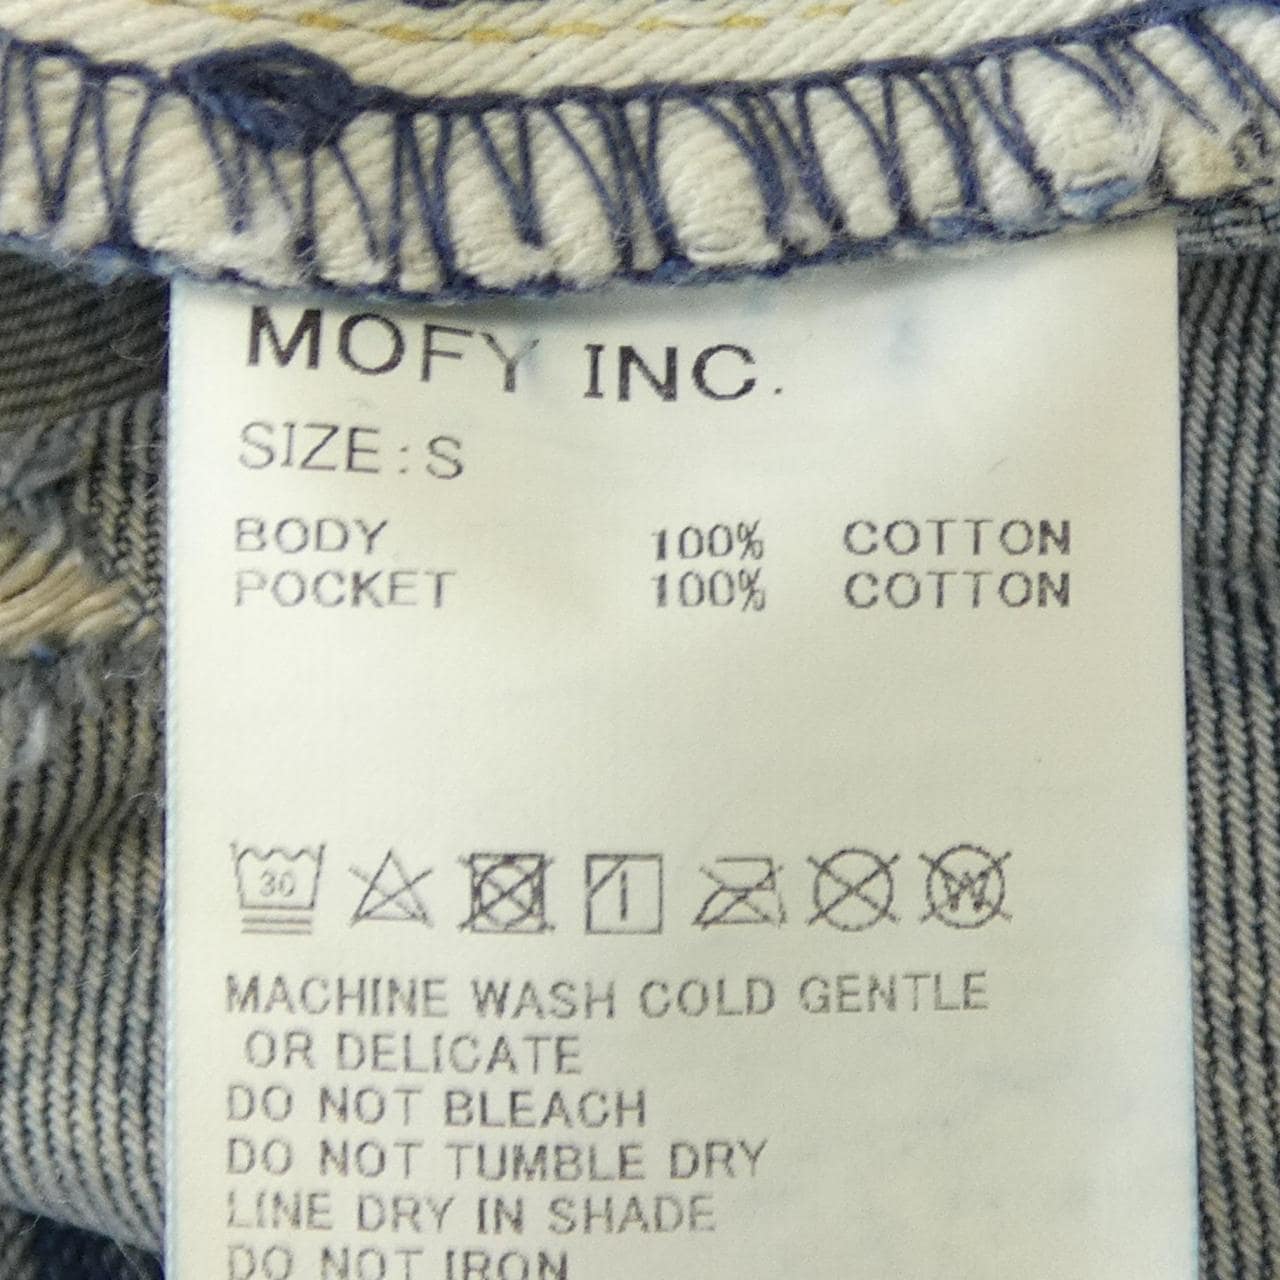 MOFY INC.
SIZE:S
BODY 100% COTTON
POCKET 100% COTTON
30 W
MACHINE WASH COLD GENTLE
OR DELICATE
DO NOT BLEACH
DO NOT TUMBLE DRY
LINE DRY IN SHADE
DO NOT IRON